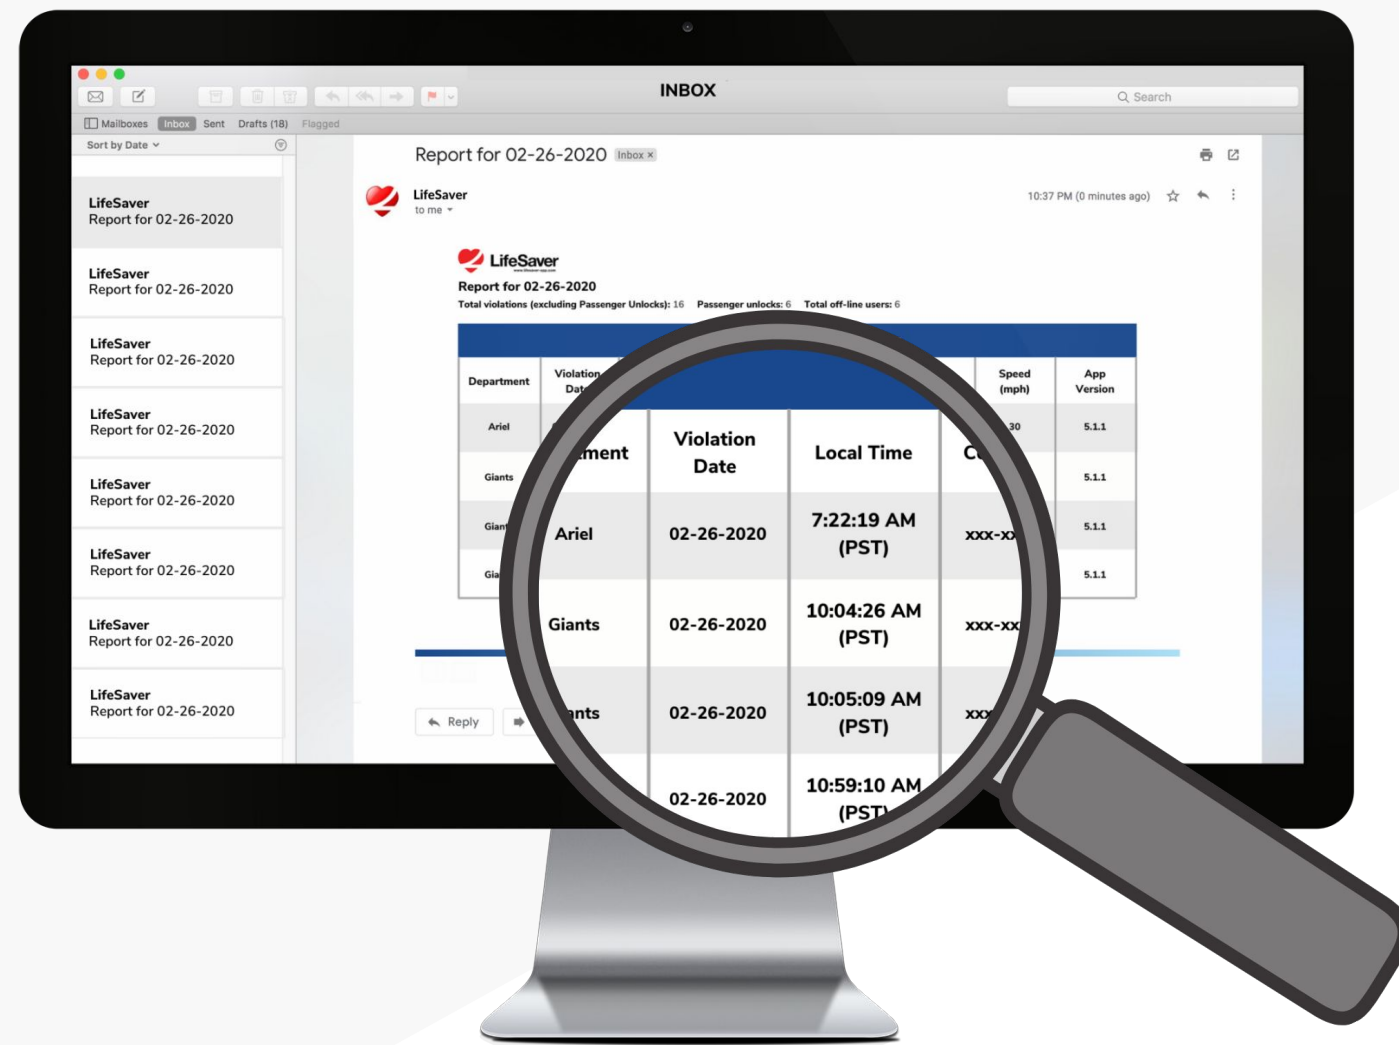 INBOX
Search
Mailboxes Inbox Sent Drafts (18) Flagged
Sort by Date
LifeSaver
Report for 02-26-2020
LifeSaver
Report for 02-26-2020
LifeSaver
Report for 02-26-2020
LifeSaver
Report for 02-26-2020
LifeSaver
Report for 02-26-2020
LifeSaver
Report for 02-26-2020
LifeSaver
Report for 02-26-2020
LifeSaver
Report for 02-26-2020
Report for 02-26-2020 Inbox ×
LifeSaver 10:37 PM (0 minutes ago)
to me
LifeSaver
Report for 02-26-2020
Total violations (excluding Passenger Unlocks): 16 Passenger unlocks: 6 Total off-line users: 6
Department Violation Speed App
(mph) Version
Ariel 30 5.1.1
Giants 5.1.1
5.1.1
5.1.1
Violation
Date Local Time
Ariel 02-26-2020 7:22:19 AM
(PST)
Giants 02-26-2020 10:04:26 AM
(PST)
02-26-2020 10:05:09 AM
(PST)
02-26-2020 10:59:10 AM
(PST)
Reply